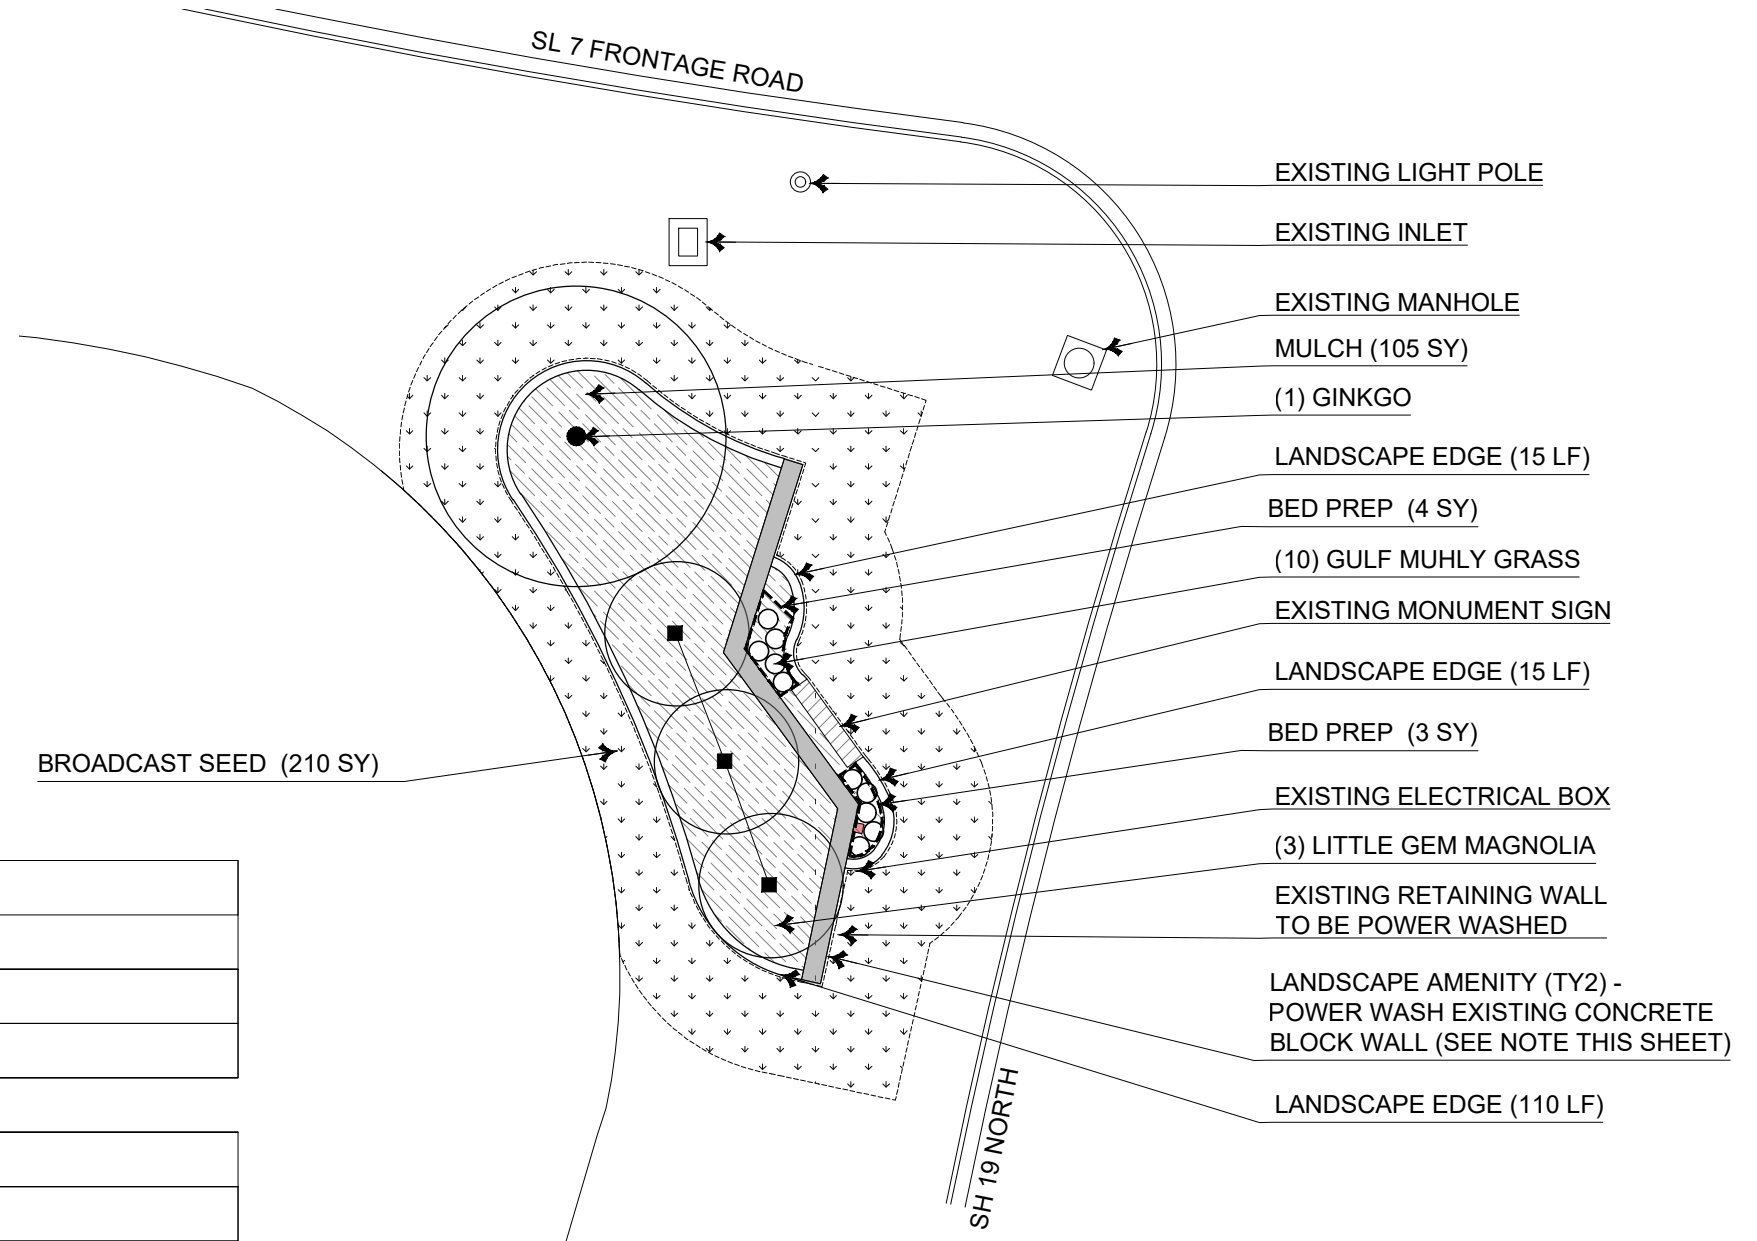 SL 7 FRONTAGE ROAD
EXISTING LIGHT POLE
EXISTING INLET
EXISTING MANHOLE
MULCH (105 SY)
(1) GINKGO
LANDSCAPE EDGE (15 LF)
BED PREP (4 SY)
(10) GULF MUHLY GRASS
EXISTING MONUMENT SIGN
LANDSCAPE EDGE (15 LF)
BED PREP (3 SY)
BROADCAST SEED (210 SY)
EXISTING ELECTRICAL BOX
(3) LITTLE GEM MAGNOLIA
EXISTING RETAINING WALL
TO BE POWER WASHED
LANDSCAPE AMENITY (TY2) -
POWER WASH EXISTING CONCRETE
BLOCK WALL (SEE NOTE THIS SHEET)
LANDSCAPE EDGE (110 LF)
SH 19 NORTH